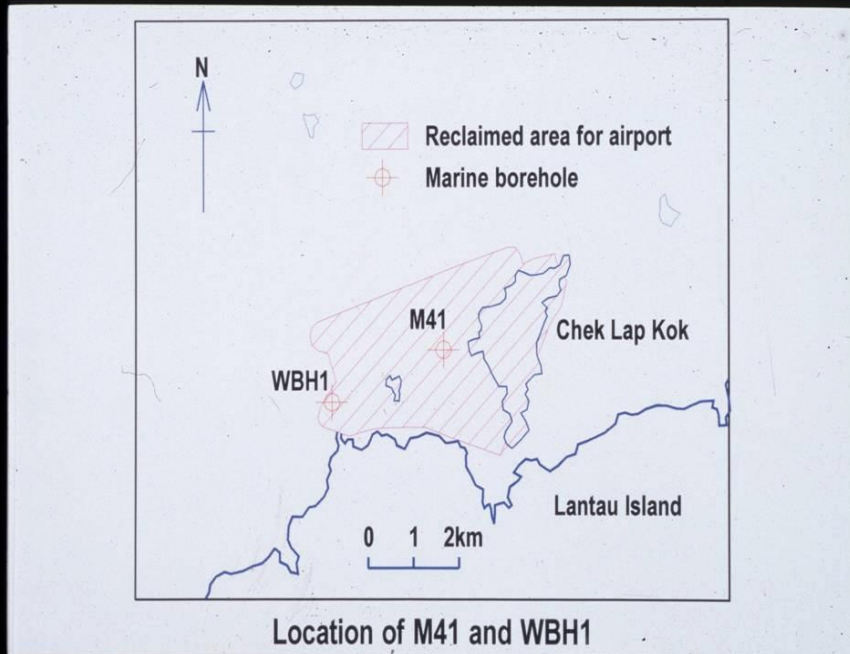 N
Reclaimed area for airport
Marine borehole
M41
Chek Lap Kok
WBH1
Lantau Island
0 1 2km
Location of M41 and WBH1